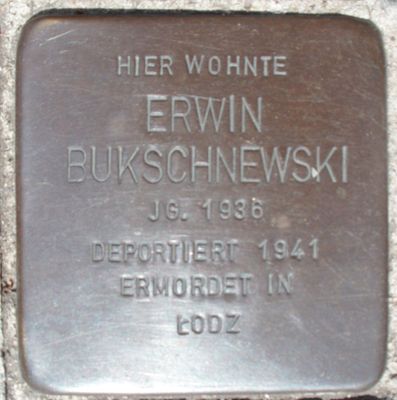 HIER WOHNTE
ERWIN
BUKSCHNEWSKI
JG. 1936
DEPORTIERT 1941
ERMORDET IN
ŁODZ